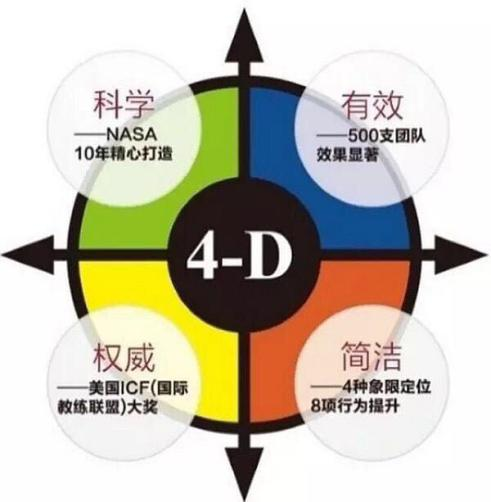 科学
——NASA
10年精心打造
有效
——500支团队
效果显著
4-D
权威
——美国ICF(国际
教练联盟)大奖
简洁
——4种象限定位
8项行为提升